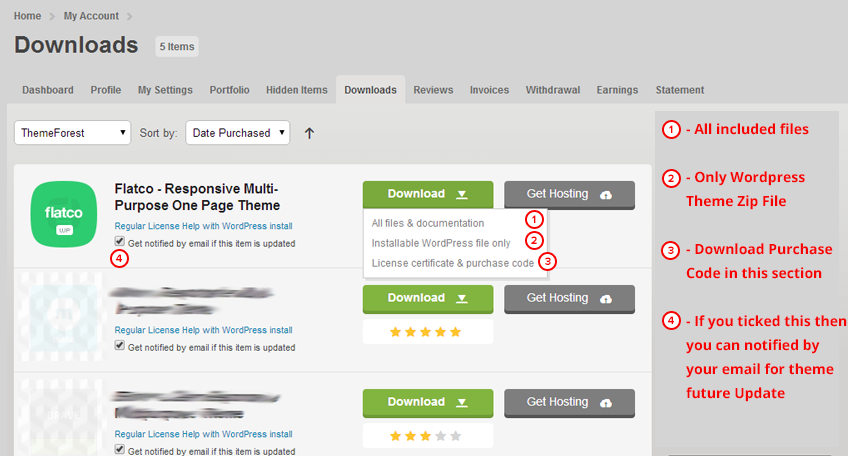 Home > My Account >
Downloads 5 Items
Dashboard Profile My Settings Portfolio Hidden Items Downloads Reviews Invoices Withdrawal Earnings Statement
ThemeForest Sort by: Date Purchased
Flatco - Responsive Multi-
Purpose One Page Theme
Regular License Help with WordPress install
Get notified by email if this item is updated
4
flatco
WP
Download Get Hosting
All files & documentation 1
Installable WordPress file only 2
License certificate & purchase code 3
Regular License Help with WordPress install
Get notified by email if this item is updated
Download Get Hosting
Regular License Help with WordPress install
Get notified by email if this item is updated
Download Get Hosting
1 - All included files
2 - Only Wordpress
Theme Zip File
3 - Download Purchase
Code in this section
4 - If you ticked this then
you can notified by
your email for theme
future Update